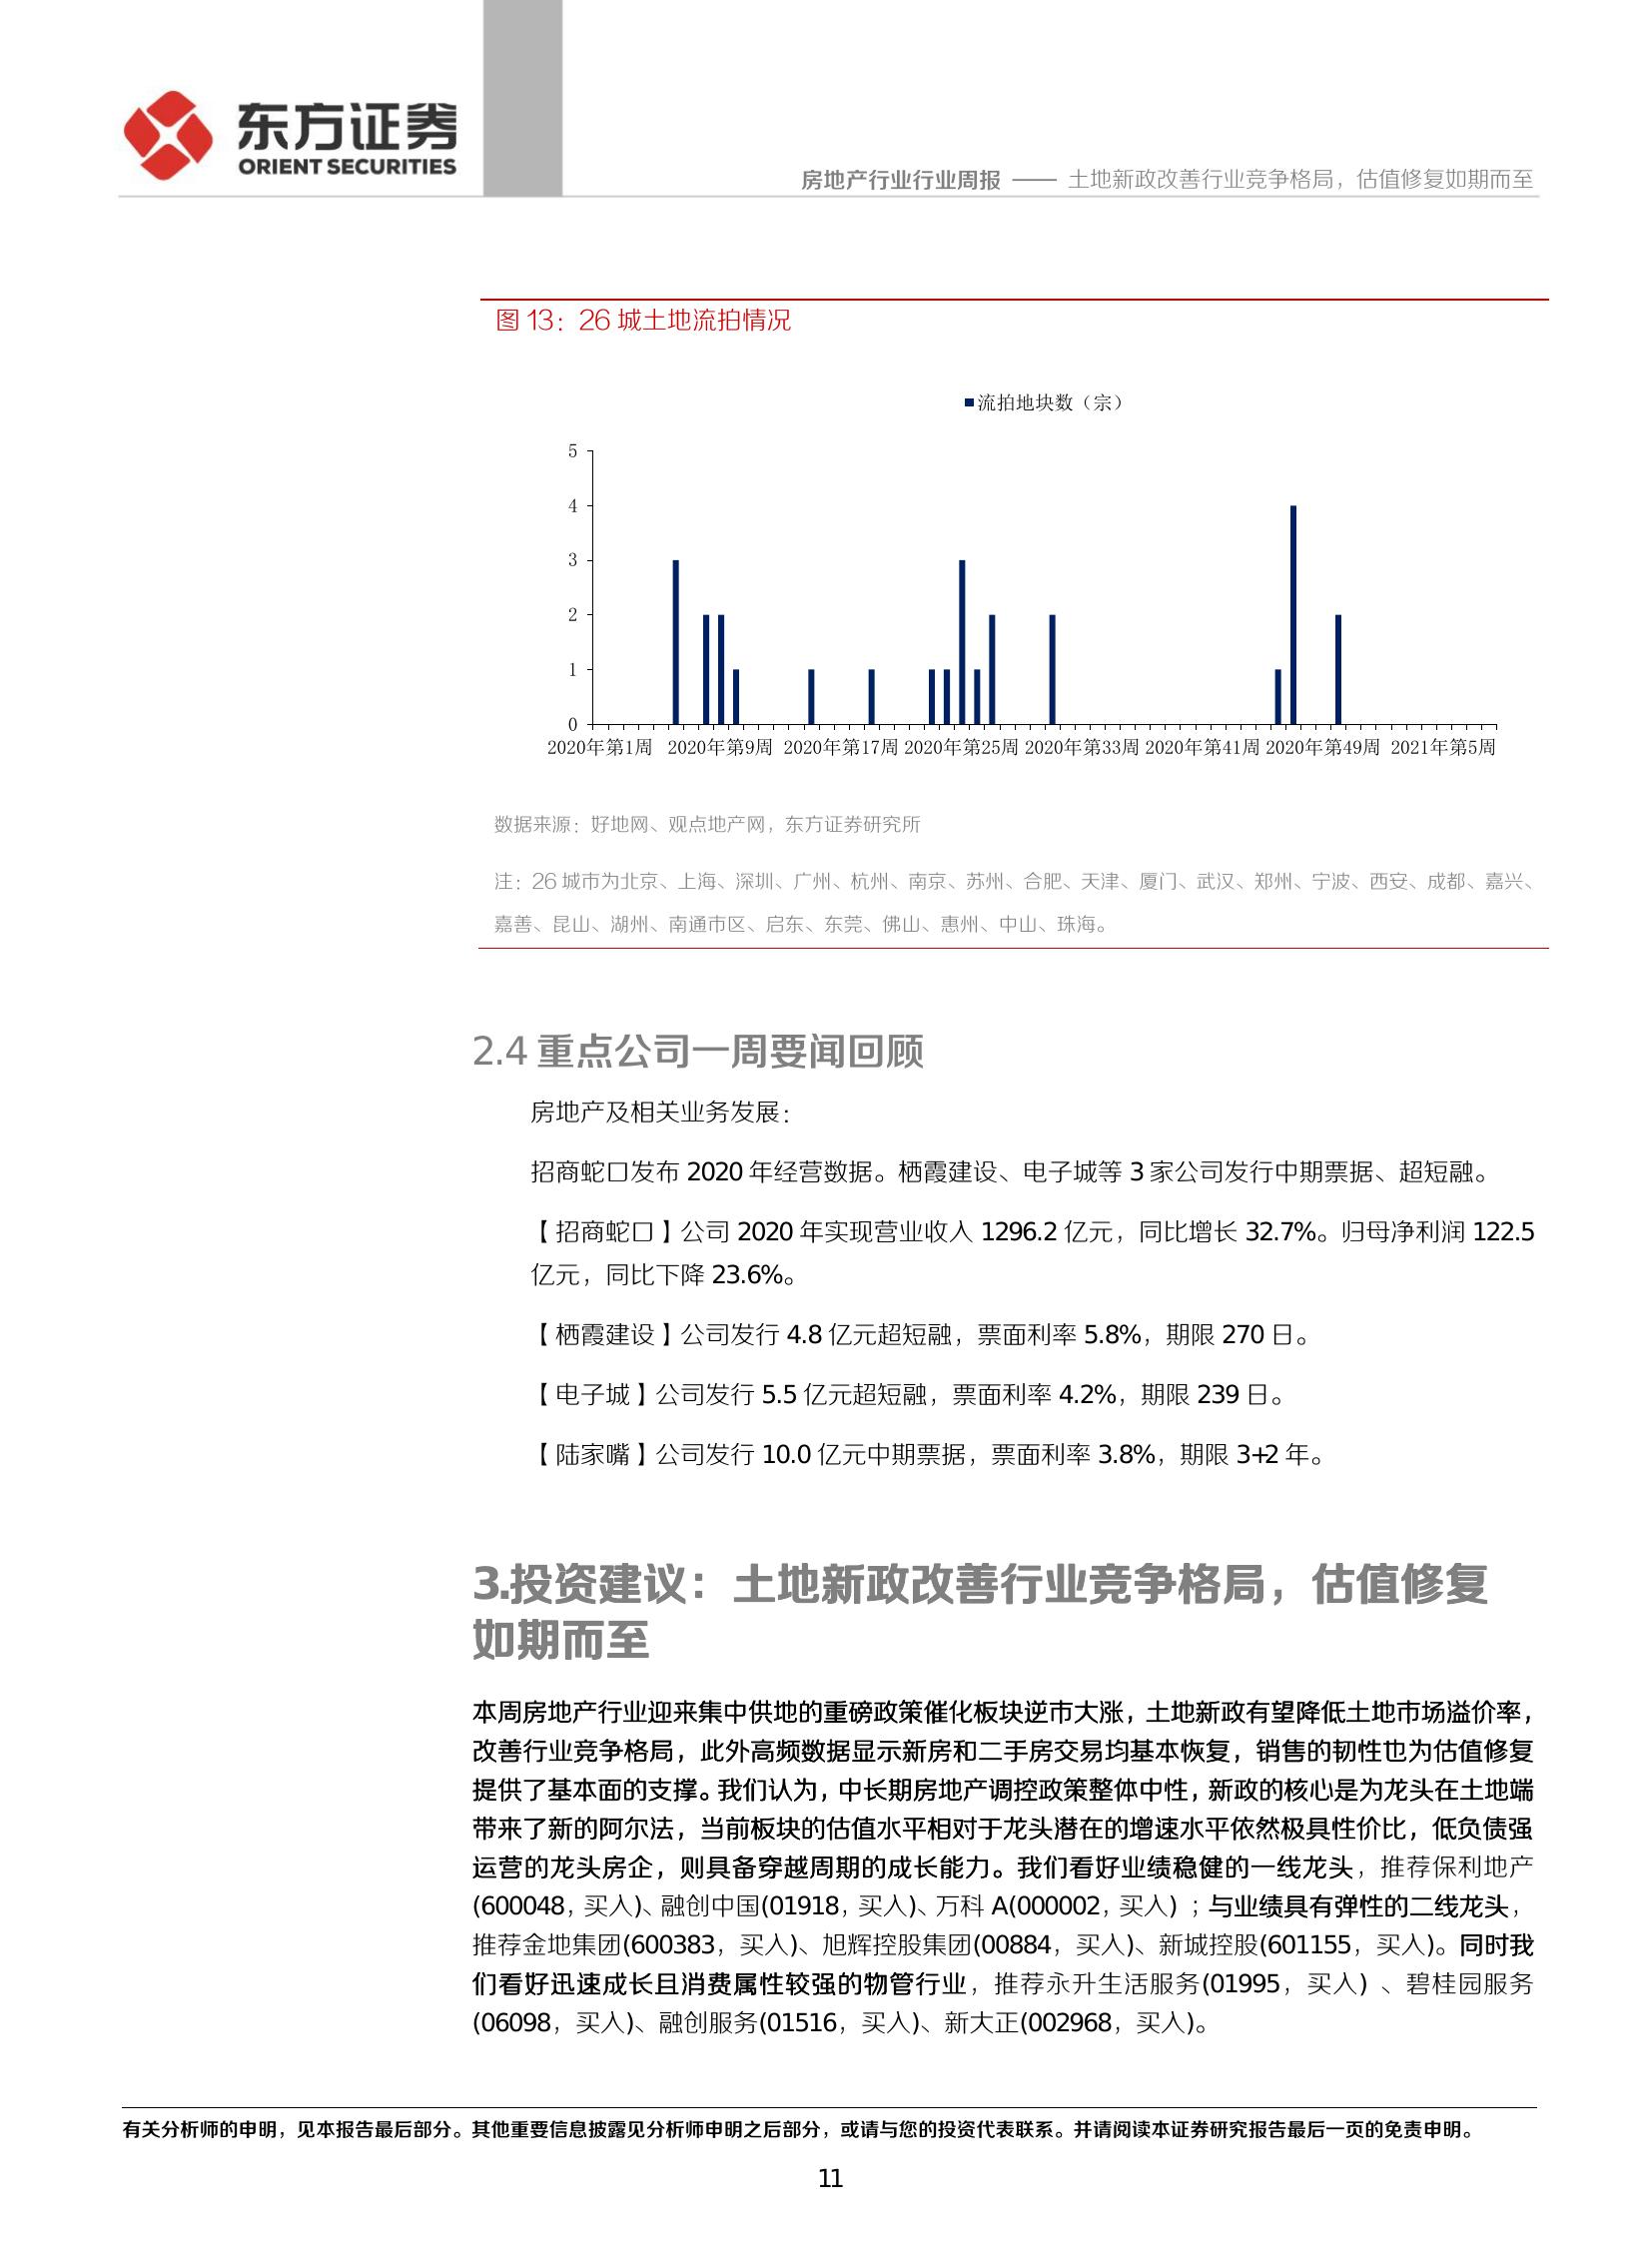 东方证券
ORIENT SECURITIES
房地产行业行业周报 —— 土地新政改善行业竞争格局，估值修复如期而至
图 13：26 城土地流拍情况
流拍地块数（宗）
5
4
3
2
1
0
2020年第1周 2020年第9周 2020年第17周 2020年第25周 2020年第33周 2020年第41周 2020年第49周 2021年第5周
数据来源：好地网、观点地产网，东方证券研究所
注：26 城市为北京、上海、深圳、广州、杭州、南京、苏州、合肥、天津、厦门、武汉、郑州、宁波、西安、成都、嘉兴、
嘉善、昆山、湖州、南通市区、启东、东莞、佛山、惠州、中山、珠海。
2.4 重点公司一周要闻回顾
房地产及相关业务发展：
招商蛇口发布 2020 年经营数据。栖霞建设、电子城等 3 家公司发行中期票据、超短融。
【招商蛇口】公司 2020 年实现营业收入 1296.2 亿元，同比增长 32.7%。归母净利润 122.5
亿元，同比下降 23.6%。
【栖霞建设】公司发行 4.8 亿元超短融，票面利率 5.8%，期限 270 日。
【电子城】公司发行 5.5 亿元超短融，票面利率 4.2%，期限 239 日。
【陆家嘴】公司发行 10.0 亿元中期票据，票面利率 3.8%，期限 3+2 年。
3.投资建议：土地新政改善行业竞争格局，估值修复
如期而至
本周房地产行业迎来集中供地的重磅政策催化板块逆市大涨，土地新政有望降低土地市场溢价率，
改善行业竞争格局，此外高频数据显示新房和二手房交易均基本恢复，销售的韧性也为估值修复
提供了基本面的支撑。我们认为，中长期房地产调控政策整体中性，新政的核心是为龙头在土地端
带来了新的阿尔法，当前板块的估值水平相对于龙头潜在的增速水平依然极具性价比，低负债强
运营的龙头房企，则具备穿越周期的成长能力。我们看好业绩稳健的一线龙头，推荐保利地产
(600048，买入)、融创中国(01918，买入)、万科 A(000002，买入) ；与业绩具有弹性的二线龙头，
推荐金地集团(600383，买入)、旭辉控股集团(00884，买入)、新城控股(601155，买入)。同时我
们看好迅速成长且消费属性较强的物管行业，推荐永升生活服务(01995，买入) 、碧桂园服务
(06098，买入)、融创服务(01516，买入)、新大正(002968，买入)。
有关分析师的申明，见本报告最后部分。其他重要信息披露见分析师申明之后部分，或请与您的投资代表联系。并请阅读本证券研究报告最后一页的免责申明。
11